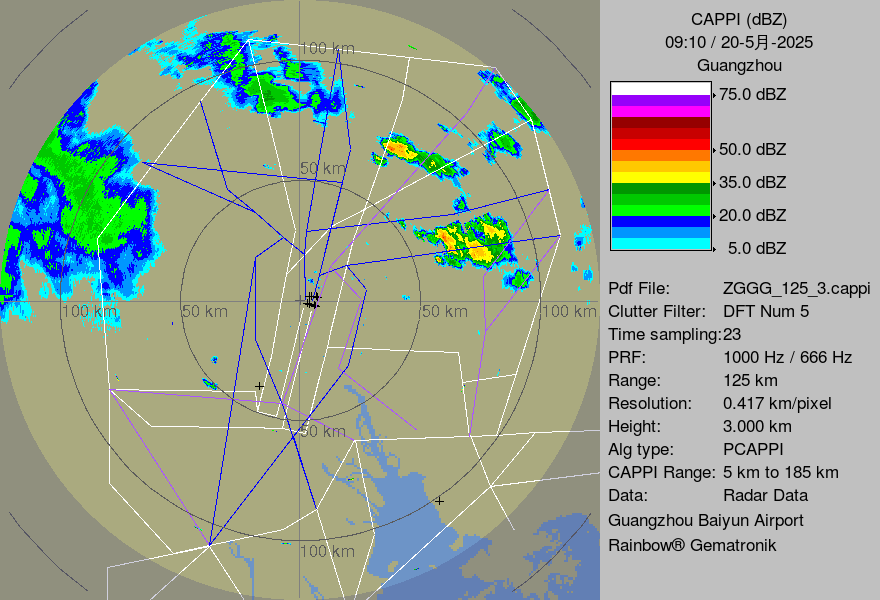 100 km
50 km
100 km
50 km
50 km
100 km
50 km
100 km
CAPPI (dBZ)
09:10 / 20-5月-2025
Guangzhou
75.0 dBZ
50.0 dBZ
35.0 dBZ
20.0 dBZ
5.0 dBZ
Pdf File: ZGGG_125_3.cappi
Clutter Filter: DFT Num 5
Time sampling:23
PRF: 1000 Hz / 666 Hz
Range: 125 km
Resolution: 0.417 km/pixel
Height: 3.000 km
Alg type: PCAPPI
CAPPI Range: 5 km to 185 km
Data: Radar Data
Guangzhou Baiyun Airport
Rainbow® Gematronik